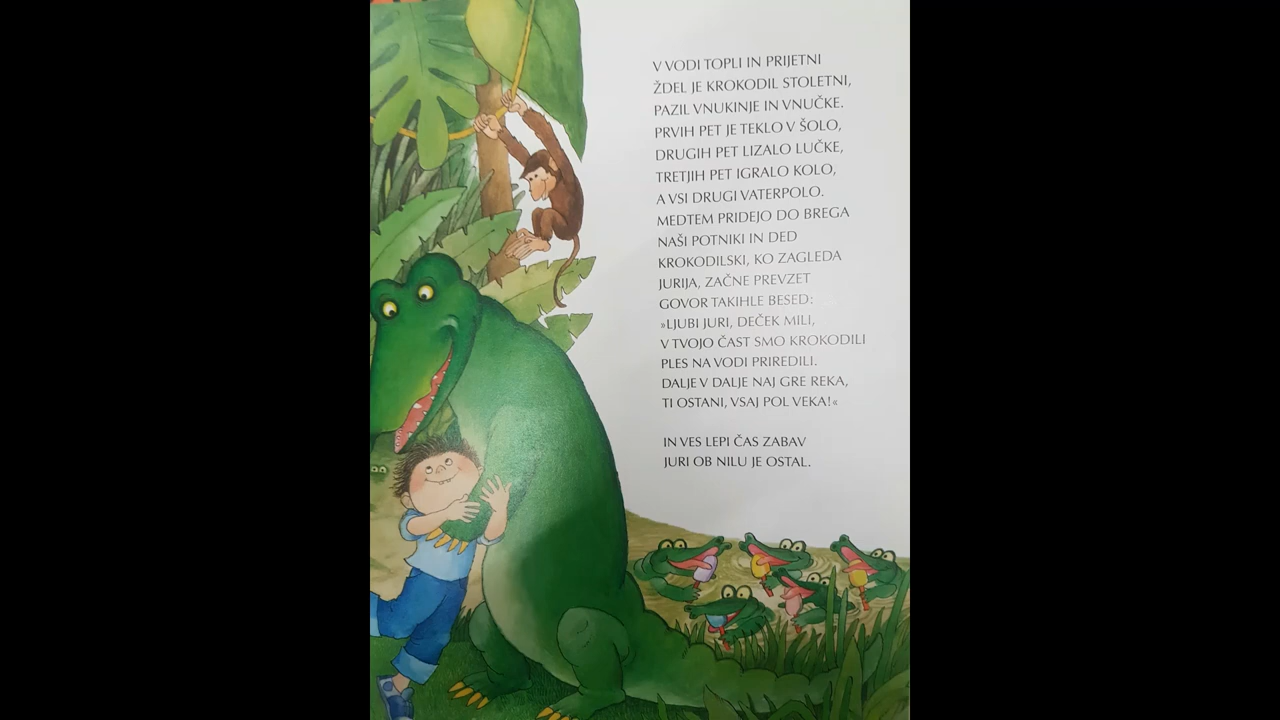 V VODI TOPLI IN PRIJETNI
ŽDEL JE KROKODIL STOLETNI,
PAZIL VNUKINJE IN VNUČKE.
PRVIH PET JE TEKLO V ŠOLO,
DRUGIH PET LIZALO LUČKE,
TRETJIH PET IGRALO KOLO,
A VSI DRUGI VATERPOLO.
MEDTEM PRIDEJO DO BREGA
NAŠI POTNIKI IN DED
KROKODILSKI, KO ZAGLEDA
JURIJA, ZAČNE PREVZET
GOVOR TAKIHLE BESED:
»LJUBI JURI, DEČEK MILI,
V TVOJO ČAST SMO KROKODILI
PLES NA VODI PRIREDILI.
DALJE V DALJE NAJ GRE REKA,
TI OSTANI, VSAJ POL VEKA!«
IN VES LEPI ČAS ZABAV
JURI OB NILU JE OSTAL.